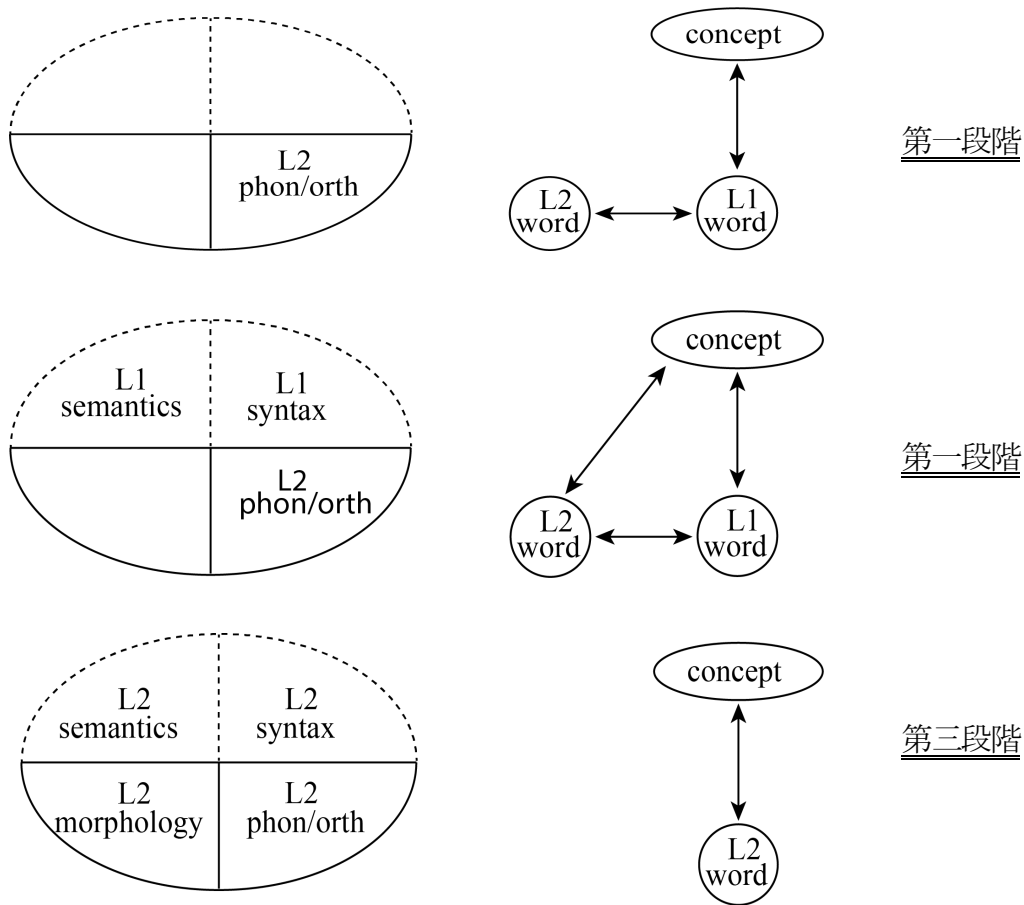 concept
L2
phon/orth
L2
word
L1
word
第一段階
L1
semantics
L1
syntax
L2
phon/orth
concept
L2
word
L1
word
第一段階
L2
semantics
L2
syntax
L2
morphology
L2
phon/orth
concept
L2
word
第三段階